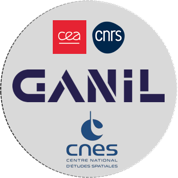 cea cnrs
GANIL
cnes
CENTRE NATIONAL
D'ÉTUDES SPATIALES